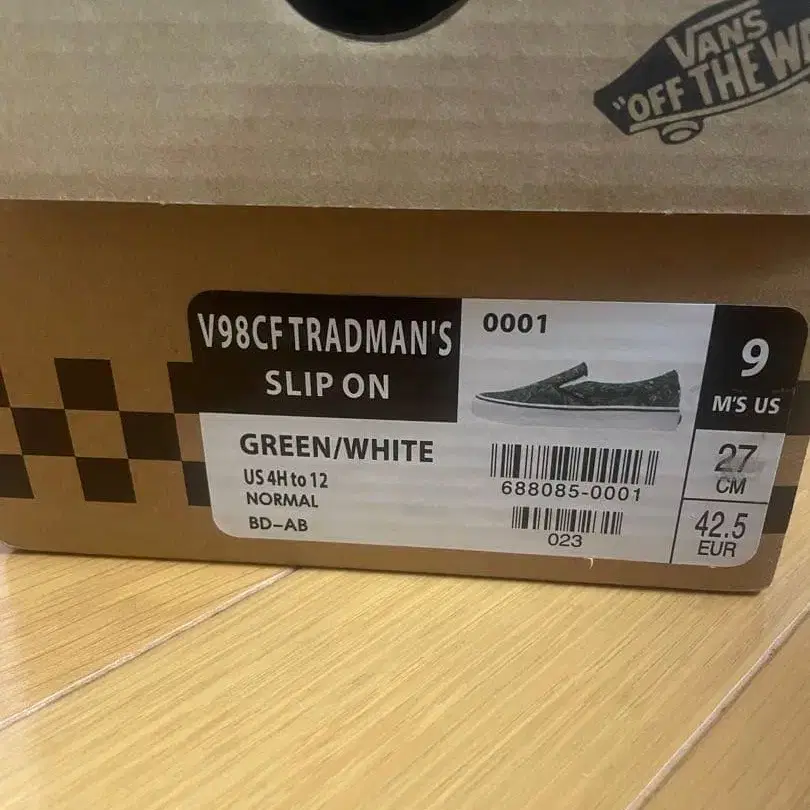 VANS
"OFF THE
V98CF TRADMAN'S
SLIP ON
0001
9
M'S US
GREEN/WHITE
US 4H to 12
NORMAL
BD-AB
688085-0001
023
27
CM
42.5
EUR